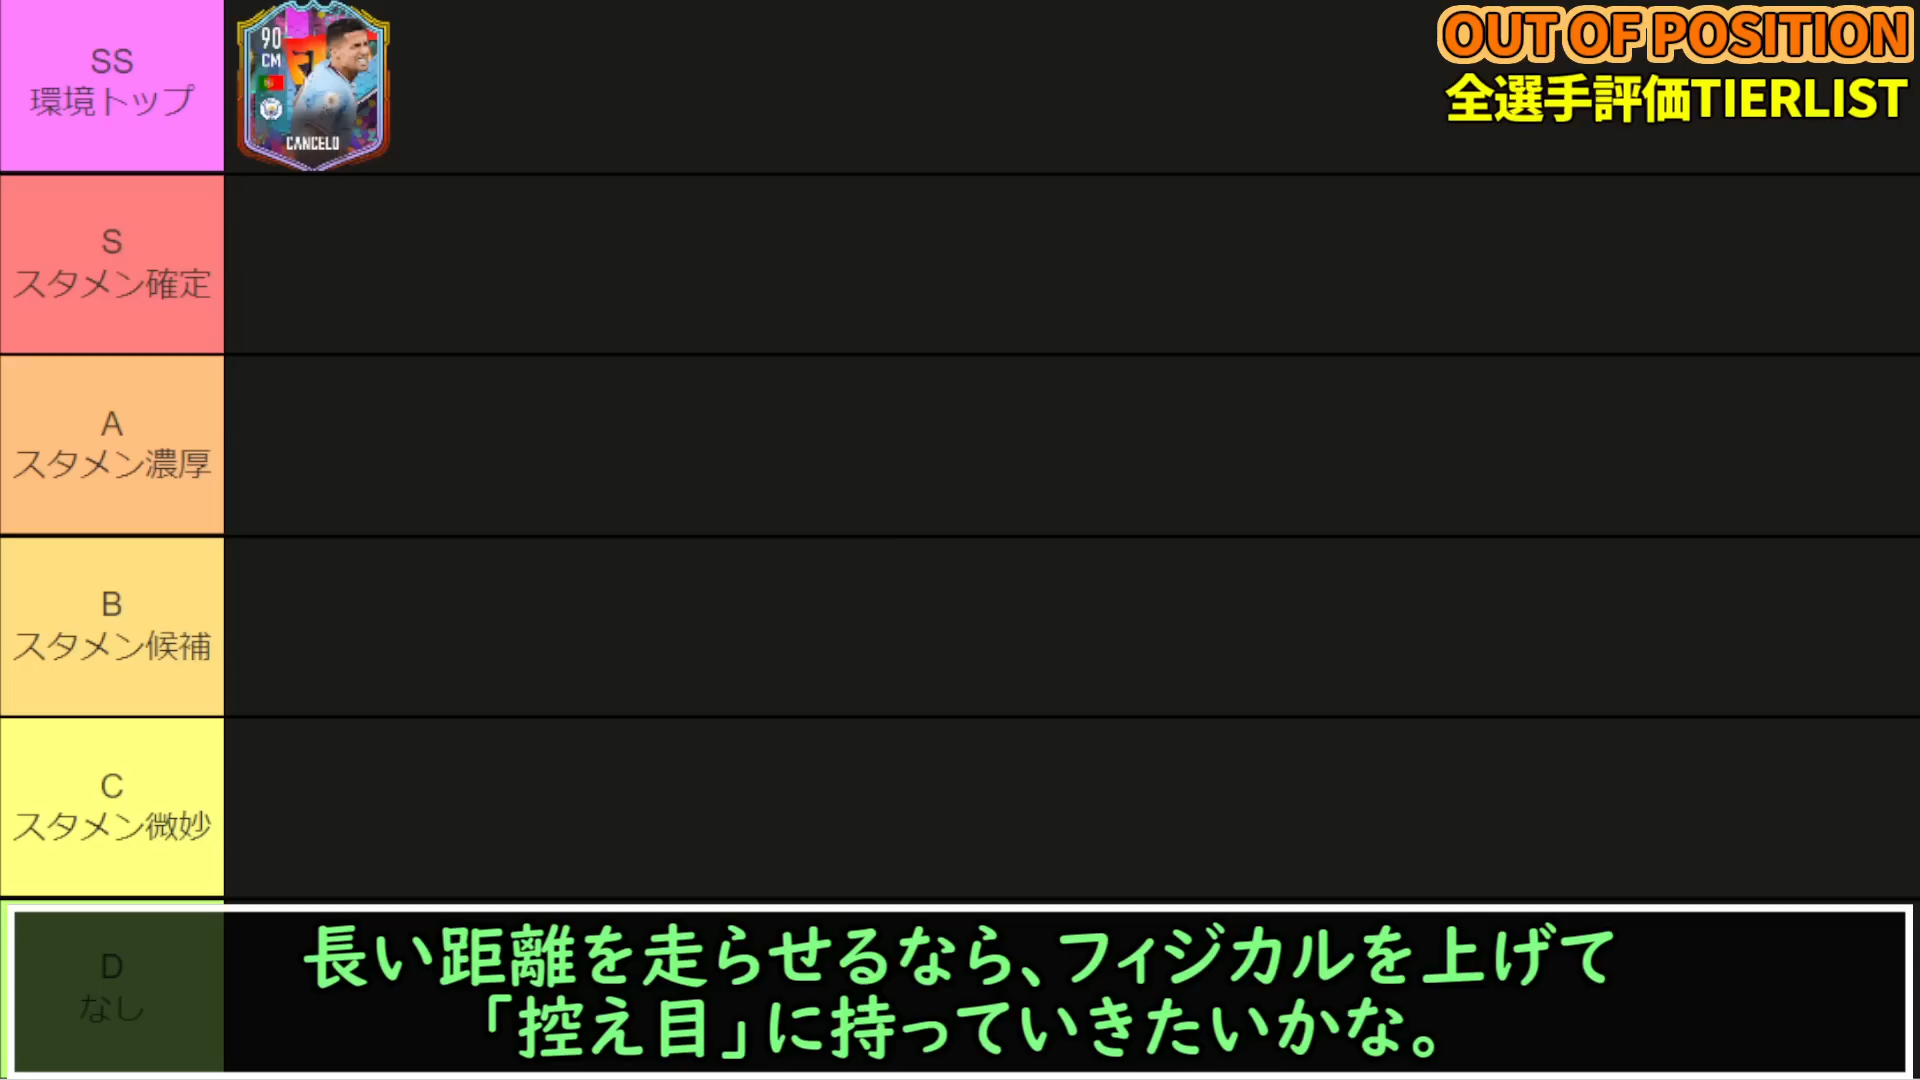 SS
環境トップ
90
CM
CANCELO
OUT OF POSITION
全選手評価TIERLIST
S
スタメン確定
A
スタメン濃厚
B
スタメン候補
C
スタメン微妙
D
なし
長い距離を走らせるなら、フィジカルを上げて
「控え目」に持っていきたいかな。